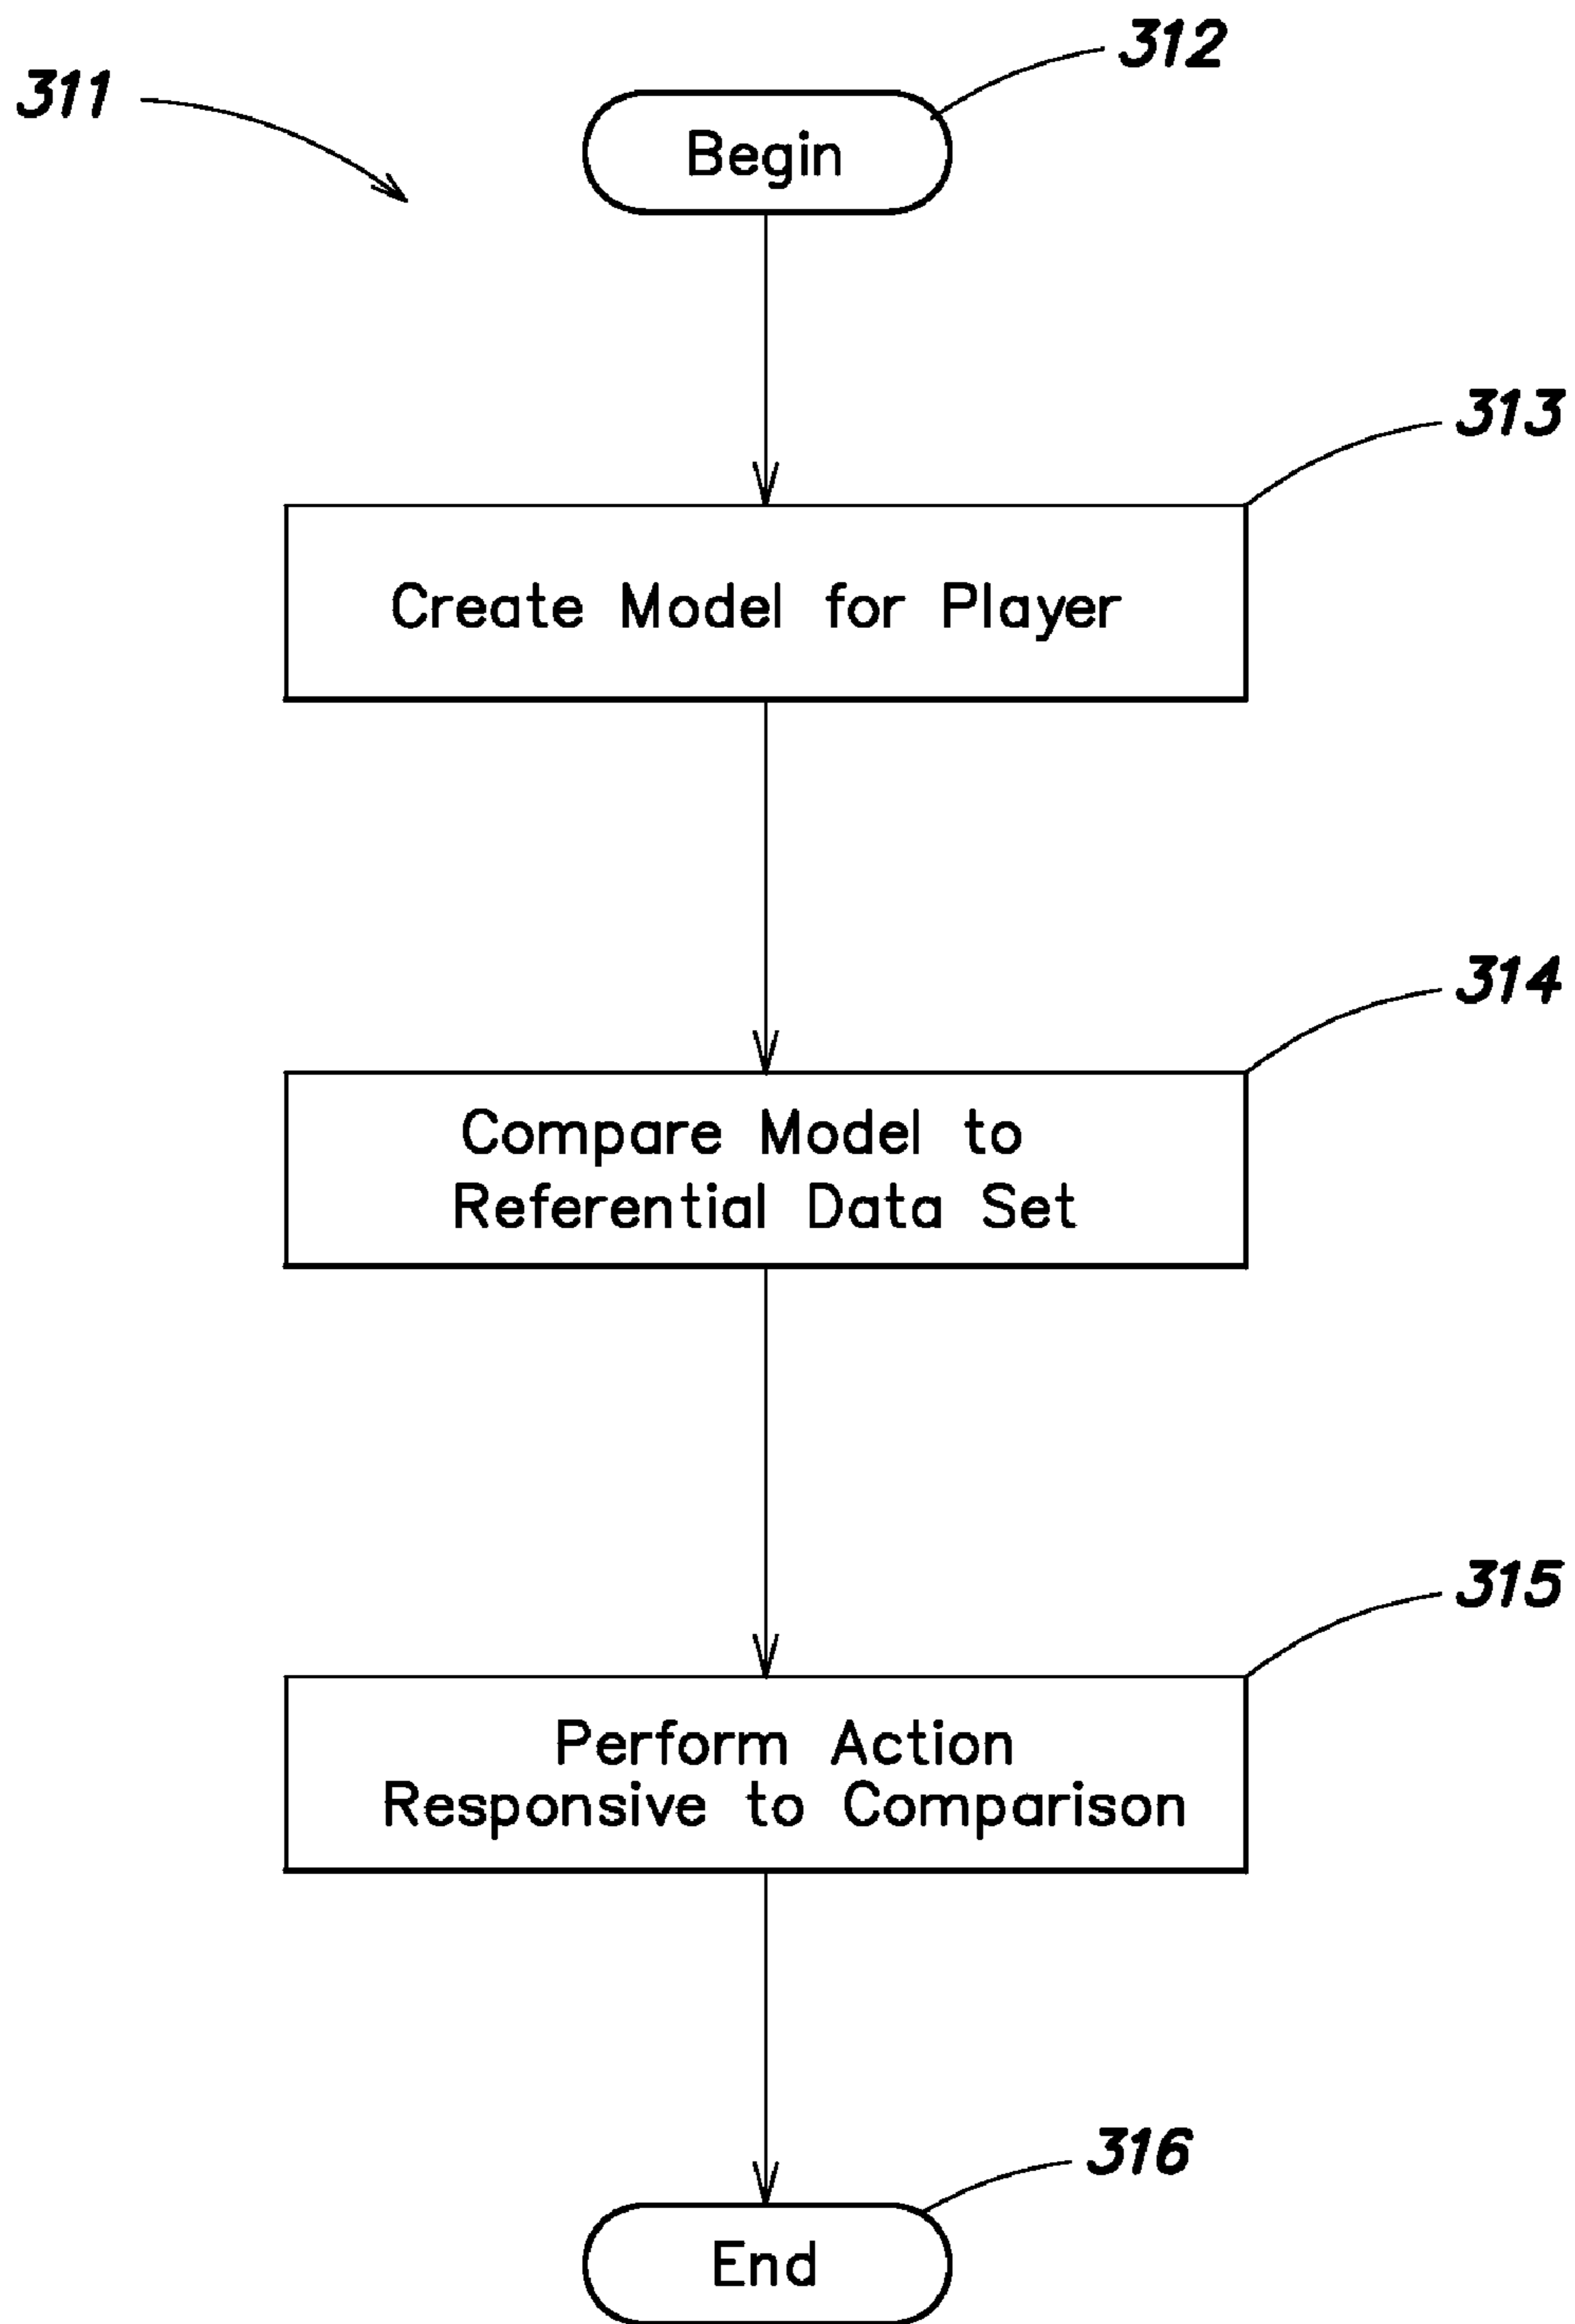 312
311
Begin
313
Create Model for Player
314
Compare Model to
Referential Data Set
315
Perform Action
Responsive to Comparison
316
End